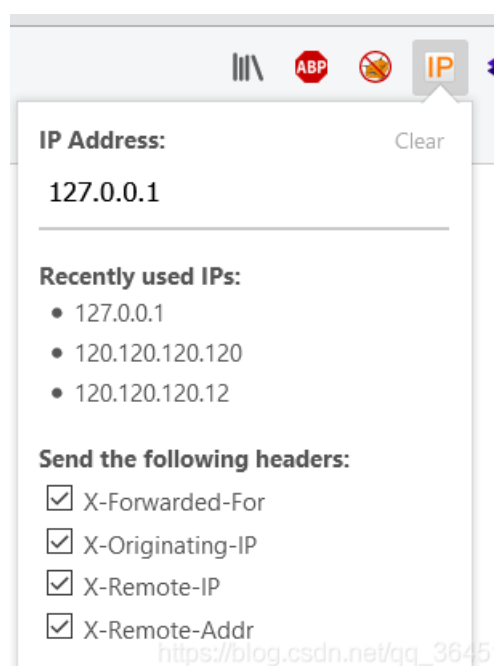 ABP
IP
IP Address:
Clear
127.0.0.1
Recently used IPs:
127.0.0.1
120.120.120.120
120.120.120.12
Send the following headers:
X-Forwarded-For
X-Originating-IP
X-Remote-IP
X-Remote-Addr
https://blog.csdn.net/qq_3645